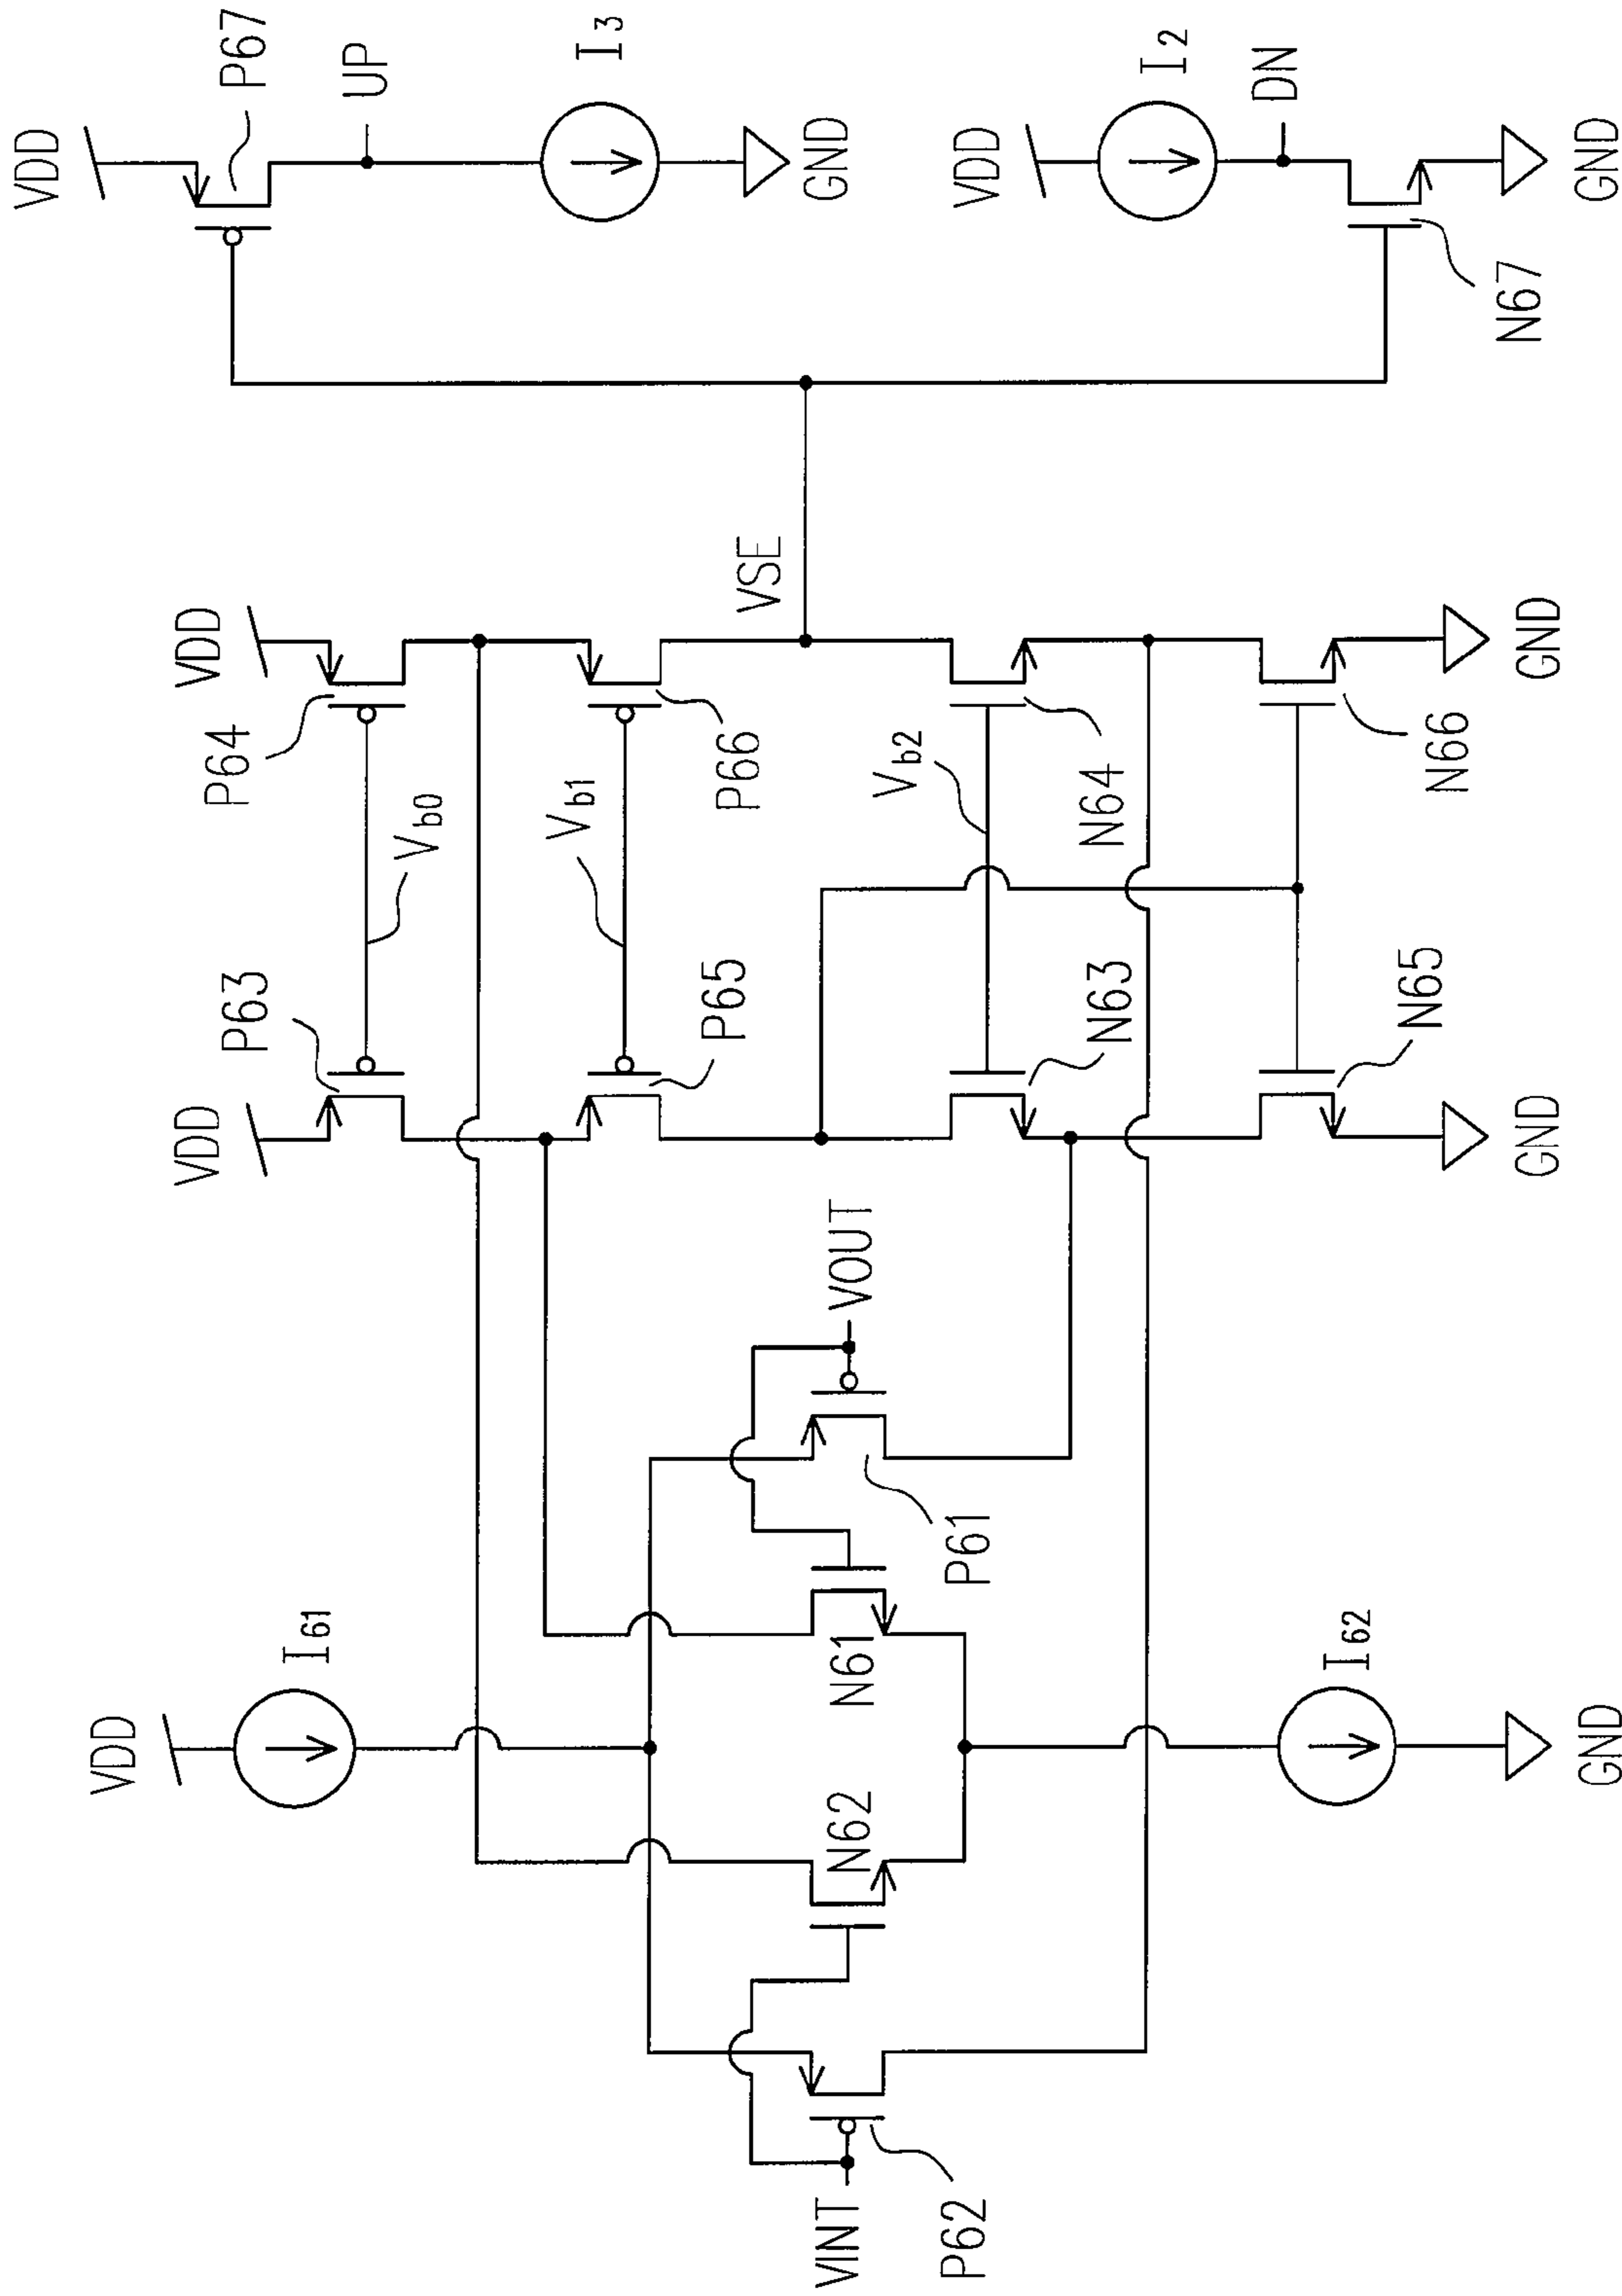 VDD
P67
UP
I3
GND
VDD
I2
DN
N67
GND
VDD
P64
Vb0
P66
Vb1
VSE
Vb2
N64
N66
GND
VDD
P63
P65
N63
N65
GND
VOUT
P61
N61
VDD
I61
I62
GND
N62
VINT
P62